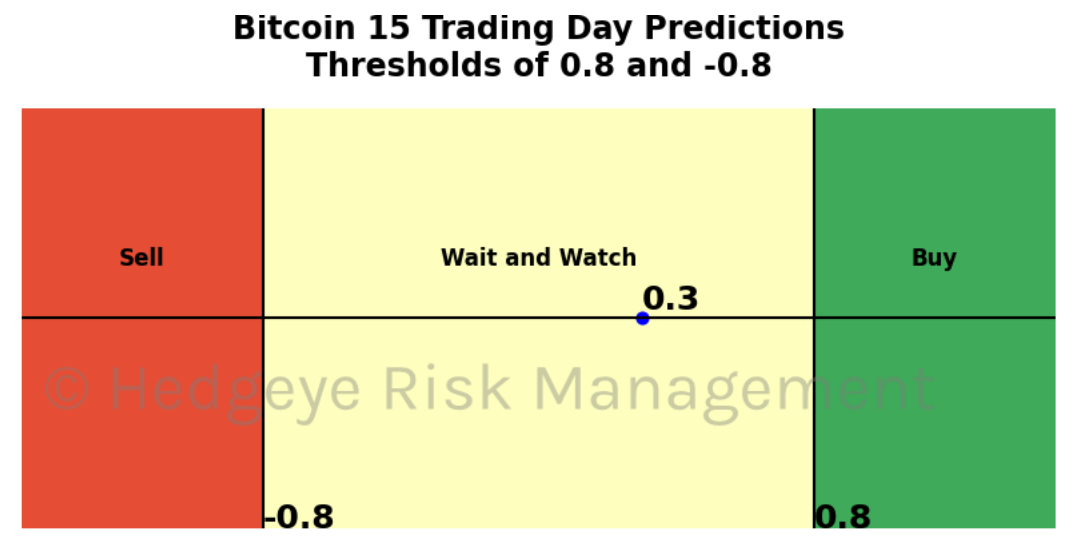 Bitcoin 15 Trading Day Predictions
Thresholds of 0.8 and -0.8
Sell Wait and Watch Buy
0.3
© Hedgeye Risk Management
-0.8 0.8